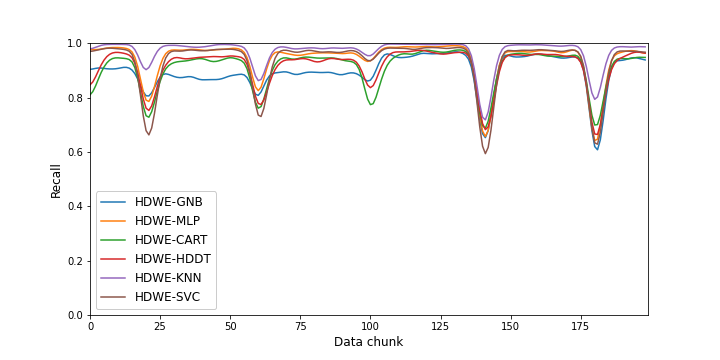 1.0
0.8
0.6
0.4
0.2
0.0
Recall
HDWE-GNB
HDWE-MLP
HDWE-CART
HDWE-HDDT
HDWE-KNN
HDWE-SVC
0 25 50 75 100 125 150 175
Data chunk